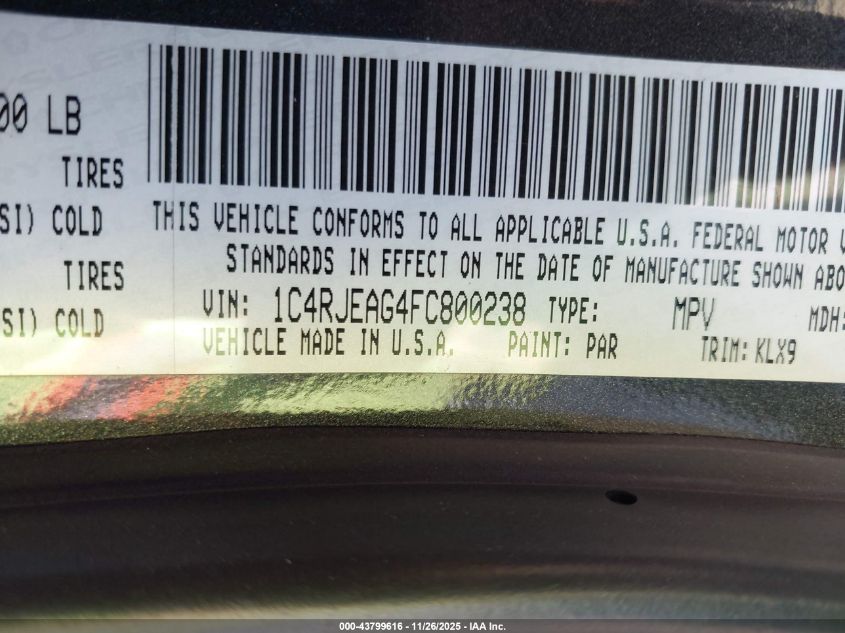 00 LB
TIRES
SI) COLD
TIRES
SI) COLD
THIS VEHICLE CONFORMS TO ALL APPLICABLE U.S.A. FEDERAL MOTOR V
STANDARDS IN EFFECT ON THE DATE OF MANUFACTURE SHOWN ABO
VIN: 1C4RJEAG4FC800238 TYPE: MPV MDH:
VEHICLE MADE IN U.S.A. PAINT: PAR TRIM: KLX9
000-43799616 - 11/26/2025 - IAA Inc.